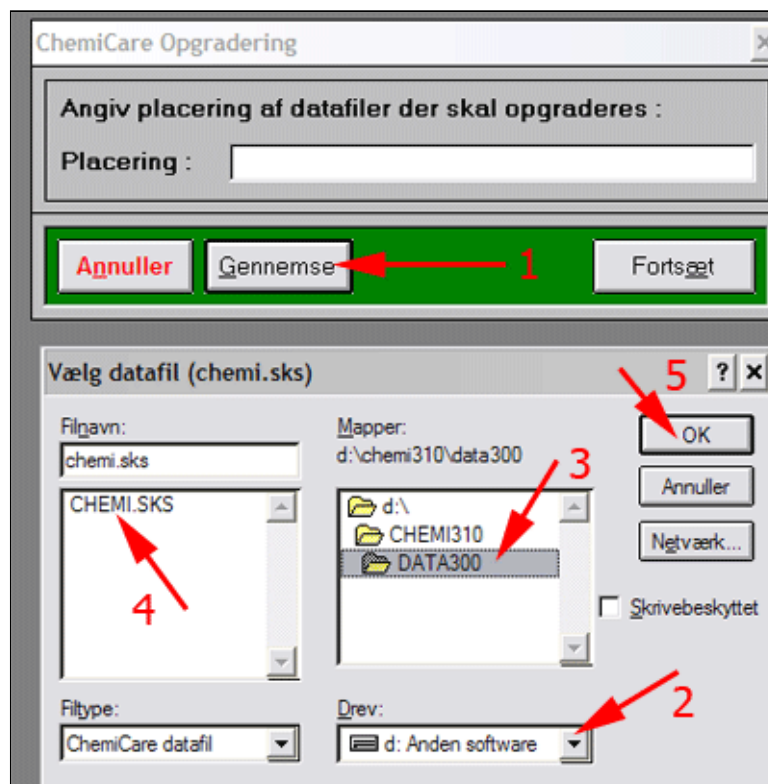 ChemiCare Opgradering
Angiv placering af datafiler der skal opgraderes :
Placering :
Annuller
Gennemse
1
Fortsæt
Vælg datafil (chemi.sks)
?
5
Filnavn:
Mapper:
OK
chemi.sks
d:\chemi310\data300
3
CHEMI.SKS
d:\
Annuller
CHEMI310
DATA300
Netværk...
4
Skrivebeskyttet
Filtype:
Drev:
2
ChemiCare datafil
d: Anden software